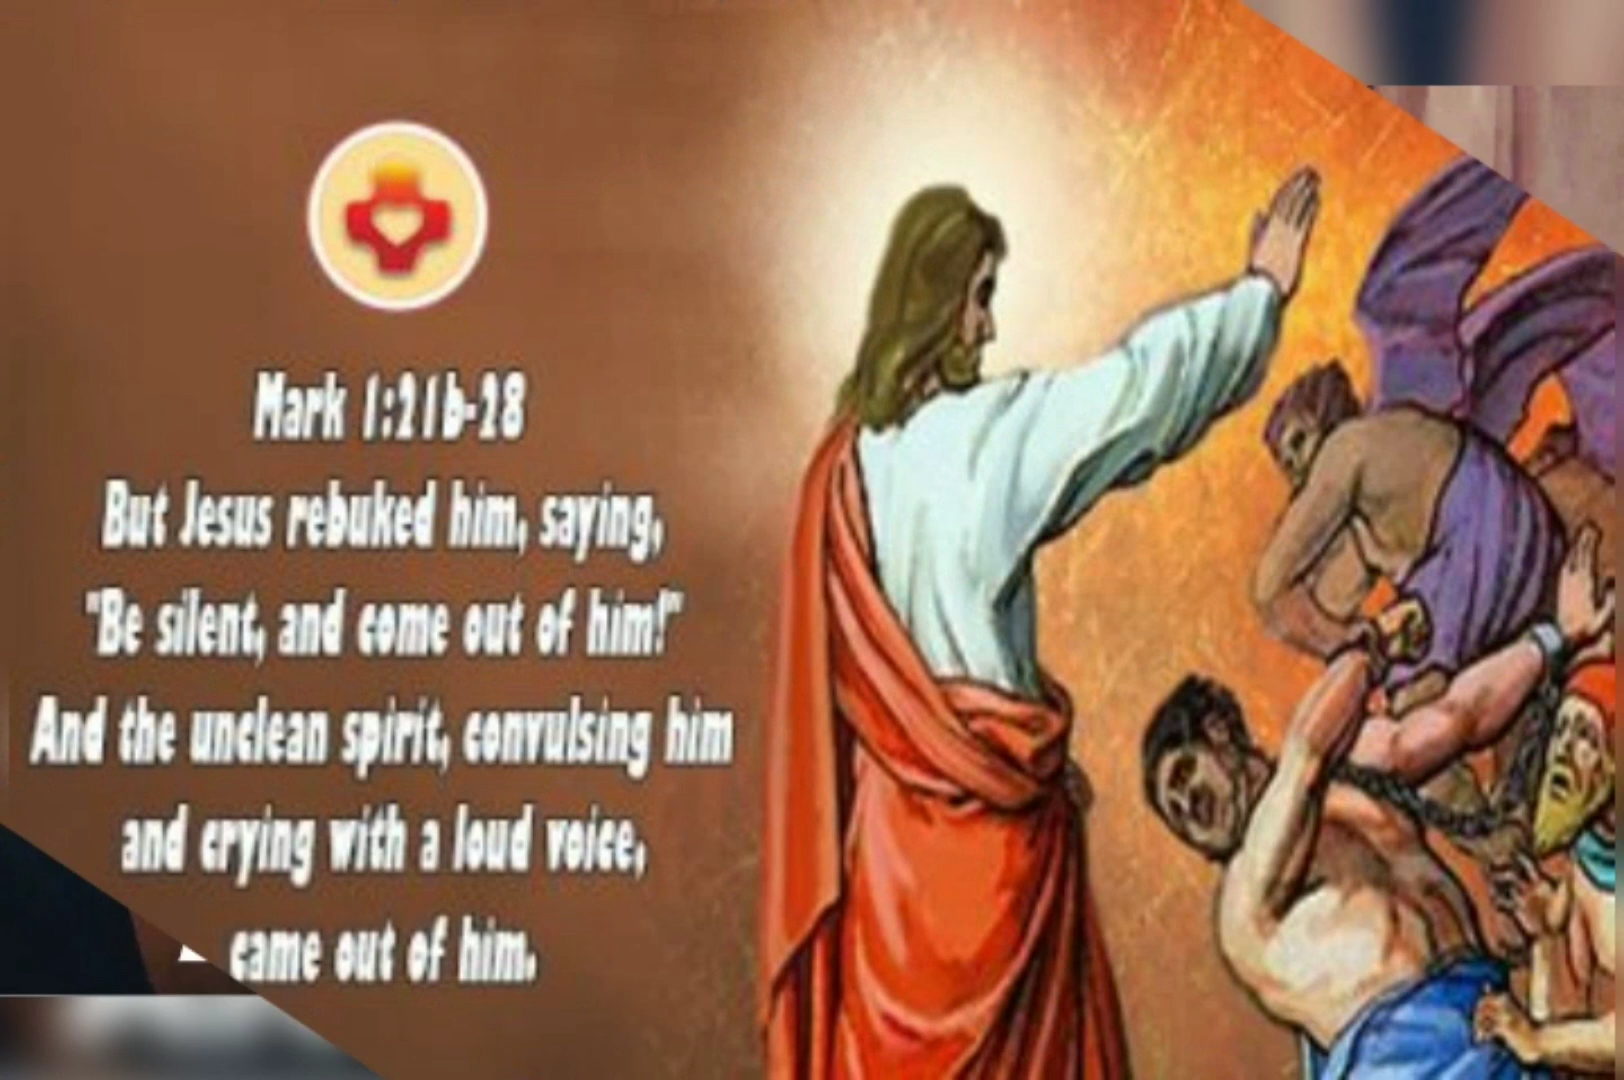 Mark 1:21b-28
But Jesus rebuked him, saying,
"Be silent, and come out of him!"
And the unclean spirit, convulsing him
and crying with a loud voice,
came out of him.